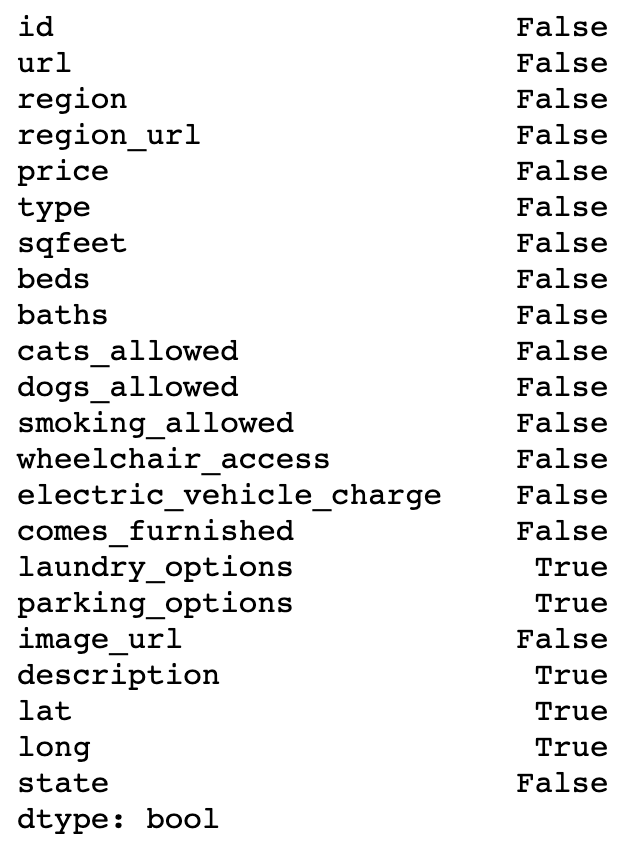 id False
url False
region False
region_url False
price False
type False
sqfeet False
beds False
baths False
cats_allowed False
dogs_allowed False
smoking_allowed False
wheelchair_access False
electric_vehicle_charge False
comes_furnished False
laundry_options True
parking_options True
image_url False
description True
lat True
long True
state False
dtype: bool